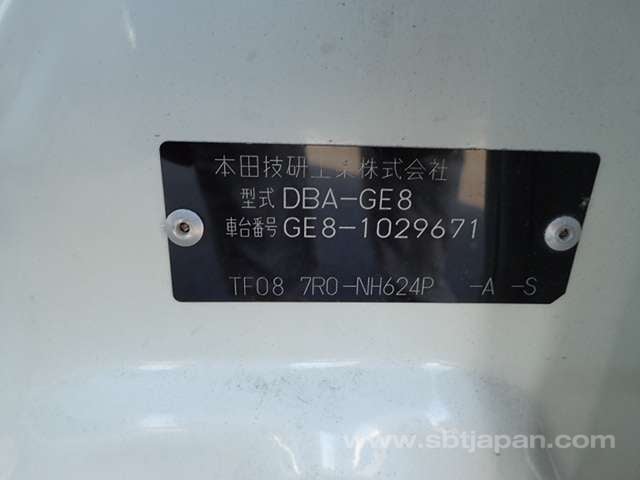 本田技研工業株式会社
型式 DBA-GE8
車台番号 GE8-1029671
TF08 7R0-NH624P -A -S
www.sbtjapan.com